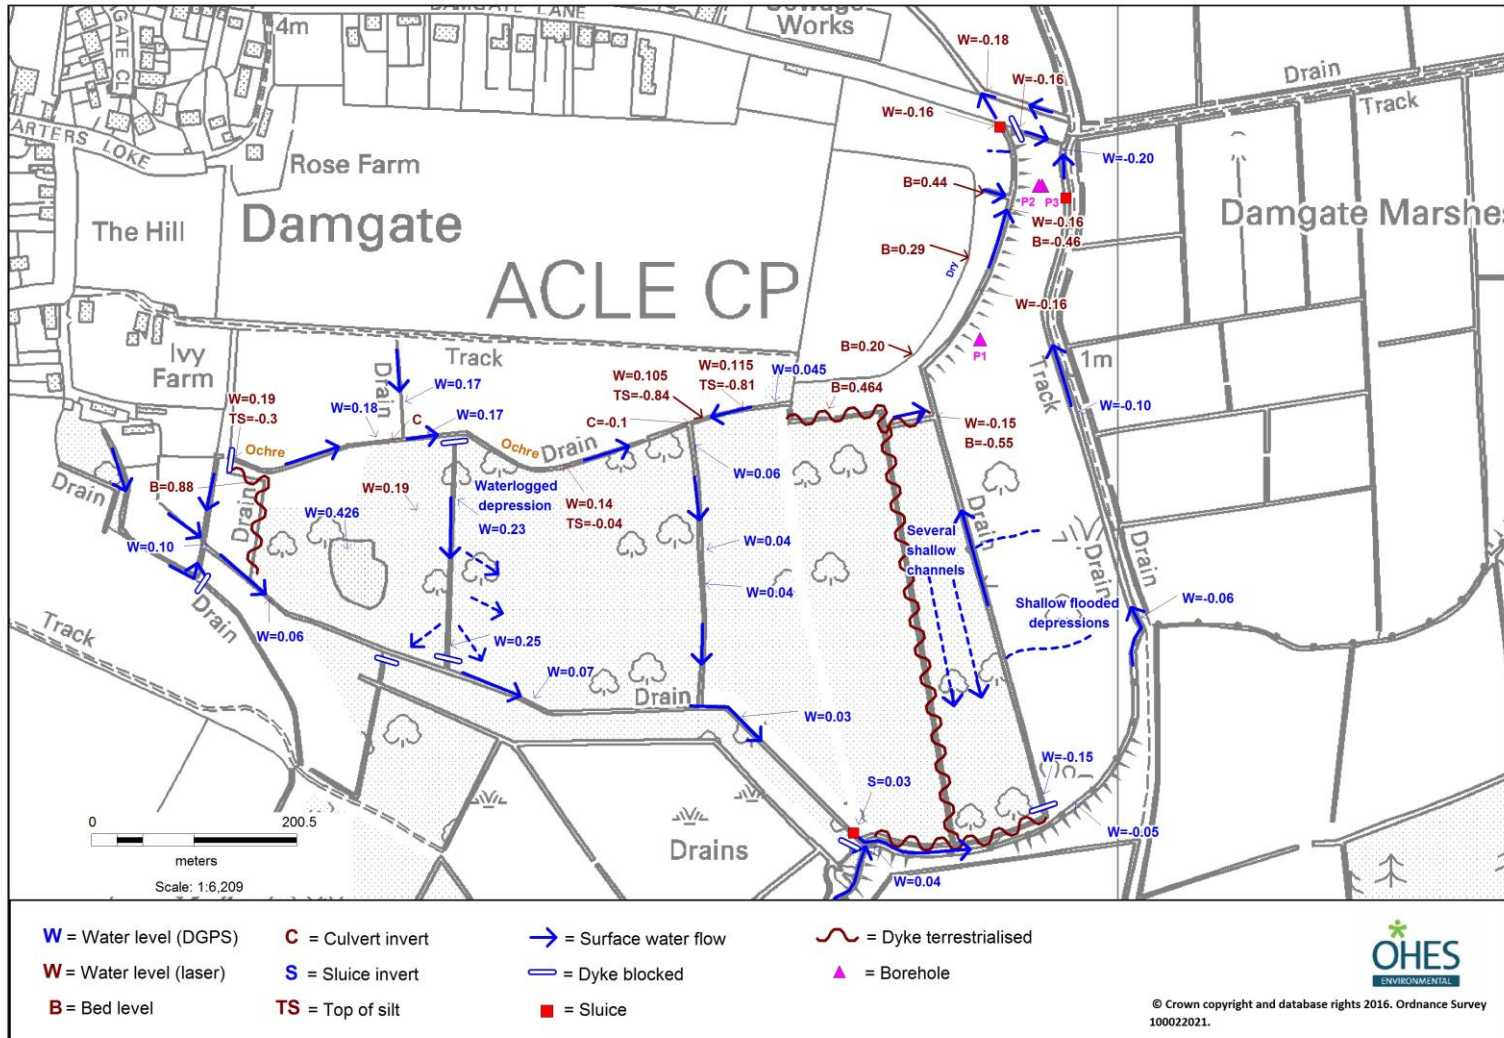 DAMGATE LANE
Sewage
Works
4m
GATE CL
ARTERS LOKE
Rose Farm
The Hill
Damgate
ACLE CP
Damgate Marshes
Drain
Track
W=-0.18
W=-0.16
W=-0.16
W=-0.20
B=0.44
P2
P3
W=-0.16
B=-0.46
B=0.29
Dry
W=-0.16
B=0.20
P1
1m
Track
Ivy
Farm
Track
Drain
W=0.17
W=0.105
TS=-0.84
W=0.115
TS=-0.81
W=0.045
B=0.464
W=0.19
TS=-0.3
W=0.18
C
W=0.17
C=-0.1
W=-0.10
W=-0.15
B=-0.55
Ochre
Ochre
Drain
W=0.06
Drain
B=0.88
Drain
W=0.19
Waterlogged
depression
W=0.14
TS=-0.04
W=0.426
W=0.23
W=0.10
W=0.04
Several
shallow
channels
Drain
Drain
Drain
W=0.04
Drain
Track
W=0.06
W=0.25
Shallow flooded
depressions
W=-0.06
W=0.07
Drain
W=0.03
W=-0.15
S=0.03
W=-0.05
Drains
W=0.04
0
200.5
meters
Scale: 1:6,209
W = Water level (DGPS)
C = Culvert invert
= Surface water flow
= Dyke terrestrialised
W = Water level (laser)
S = Sluice invert
= Dyke blocked
= Borehole
B = Bed level
TS = Top of silt
= Sluice
OHES
ENVIRONMENTAL
© Crown copyright and database rights 2016. Ordnance Survey
100022021.